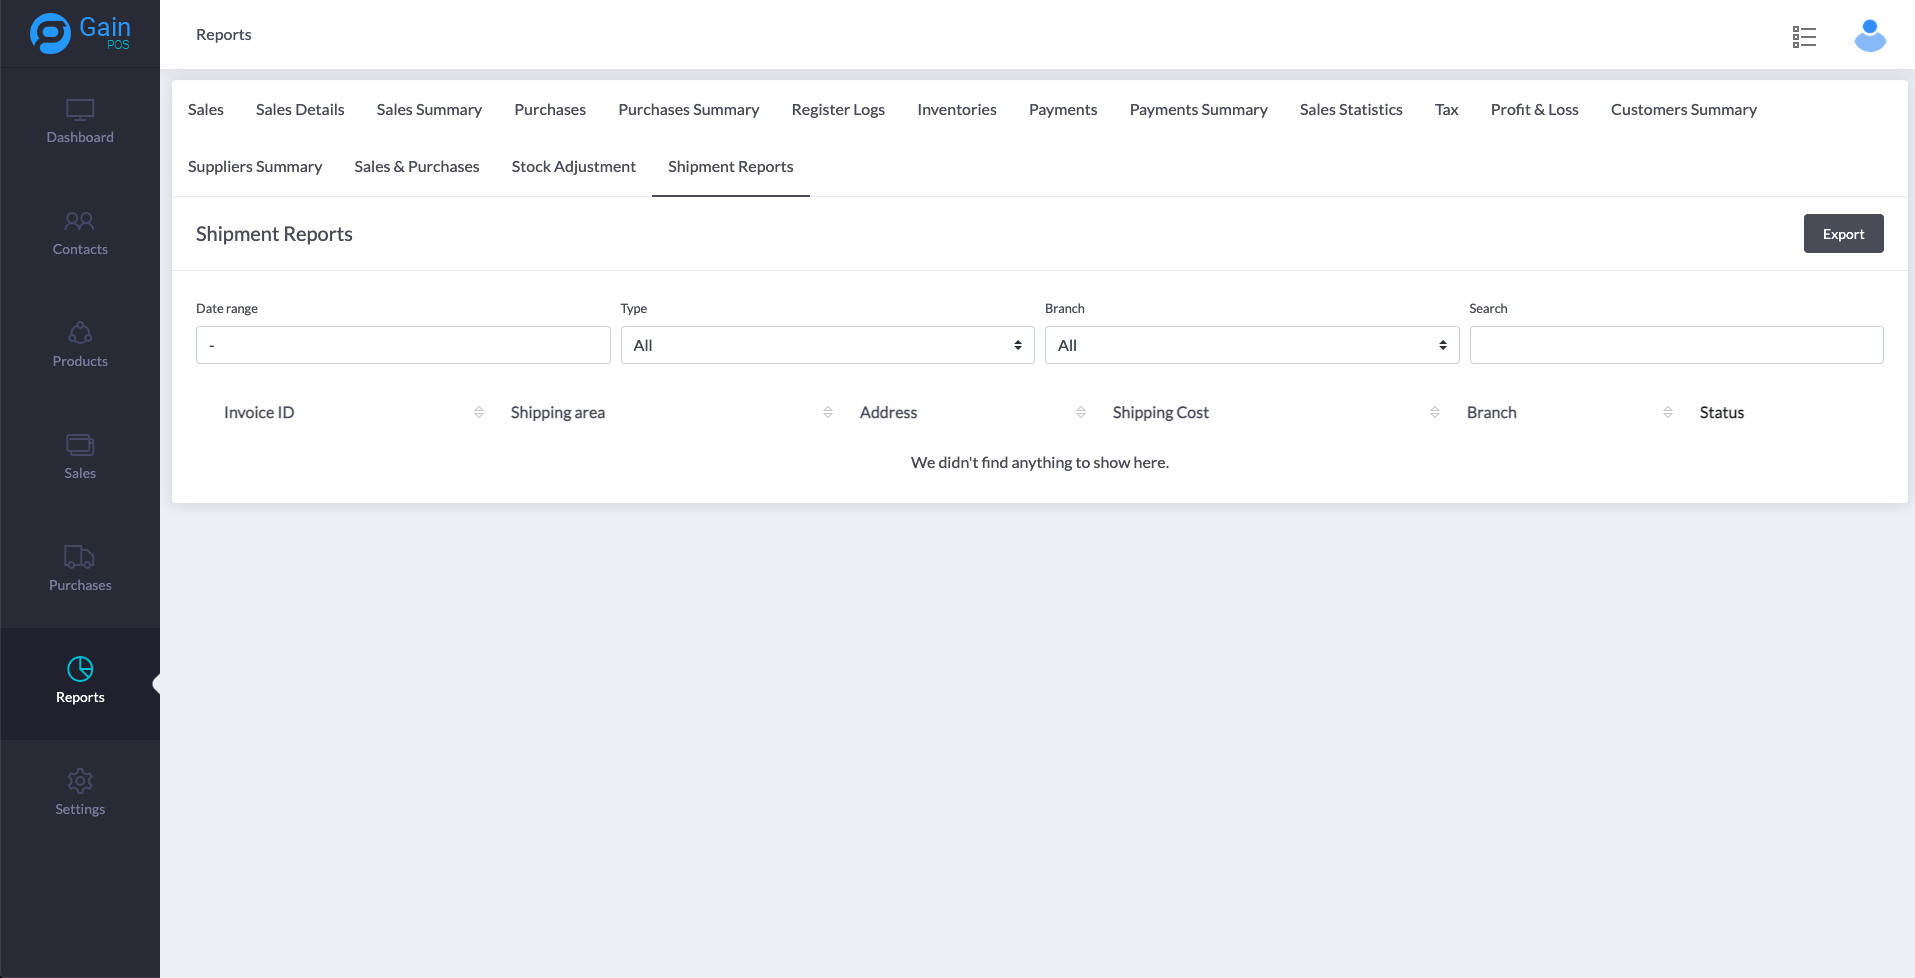 Gain
POS
Reports
Dashboard
Contacts
Products
Sales
Purchases
Reports
Settings
Sales Sales Details Sales Summary Purchases Purchases Summary Register Logs Inventories Payments Payments Summary Sales Statistics Tax Profit & Loss Customers Summary
Suppliers Summary Sales & Purchases Stock Adjustment Shipment Reports
Shipment Reports Export
Date range Type Branch Search
- All All
Invoice ID Shipping area Address Shipping Cost Branch Status
We didn't find anything to show here.